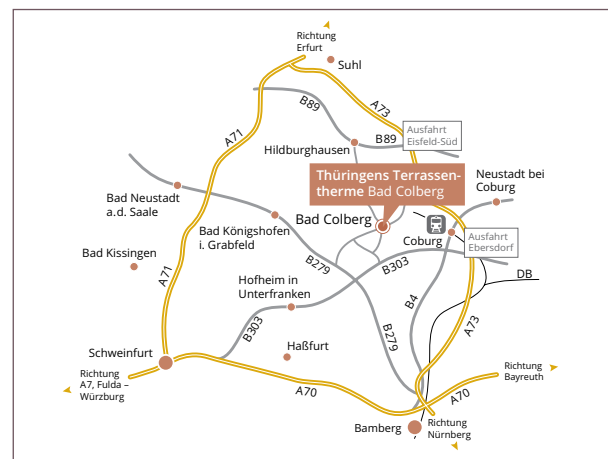 Richtung
Erfurt
Suhl
A73
A71
B89
Ausfahrt
Eisfeld-Süd
B89
Hildburghausen
Thüringens Terrassen-
therme Bad Colberg
Neustadt bei
Coburg
Bad Neustadt
a.d. Saale
Bad Königshofen
i. Grabfeld
Bad Colberg
Coburg
Ausfahrt
Ebersdorf
Bad Kissingen
A71
B279
B303
DB
Hofheim in
Unterfranken
B4
B303
B279
A73
Schweinfurt
Haßfurt
Richtung
A7, Fulda –
Würzburg
A70
Richtung
Bayreuth
A70
Bamberg
Richtung
Nürnberg